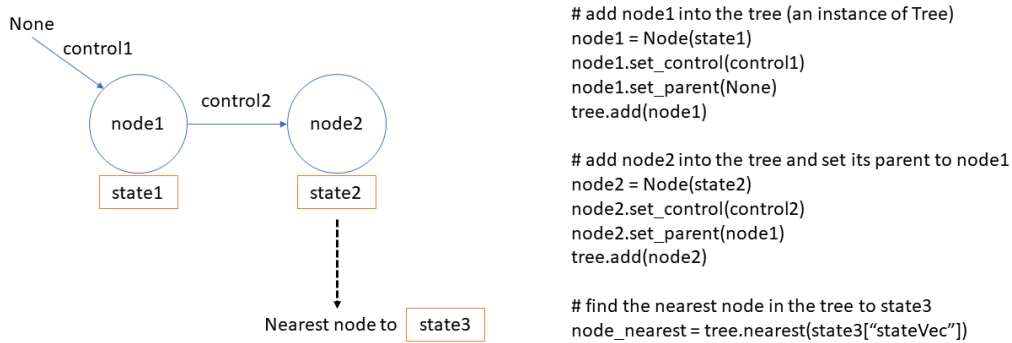 None
control1
control2
node1
node2
state1
state2
Nearest node to state3
# add node1 into the tree (an instance of Tree)
node1 = Node(state1)
node1.set_control(control1)
node1.set_parent(None)
tree.add(node1)
# add node2 into the tree and set its parent to node1
node2 = Node(state2)
node2.set_control(control2)
node2.set_parent(node1)
tree.add(node2)
# find the nearest node in the tree to state3
node_nearest = tree.nearest(state3[“stateVec”])